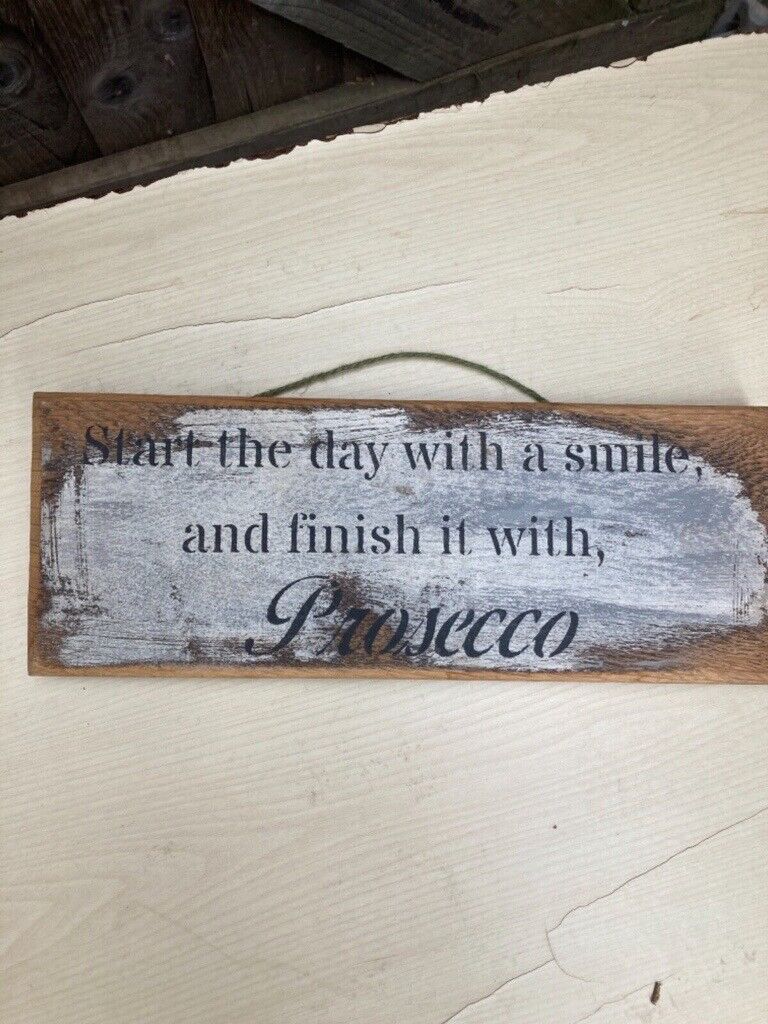 Start the day with a smile,
and finish it with,
Prosecco